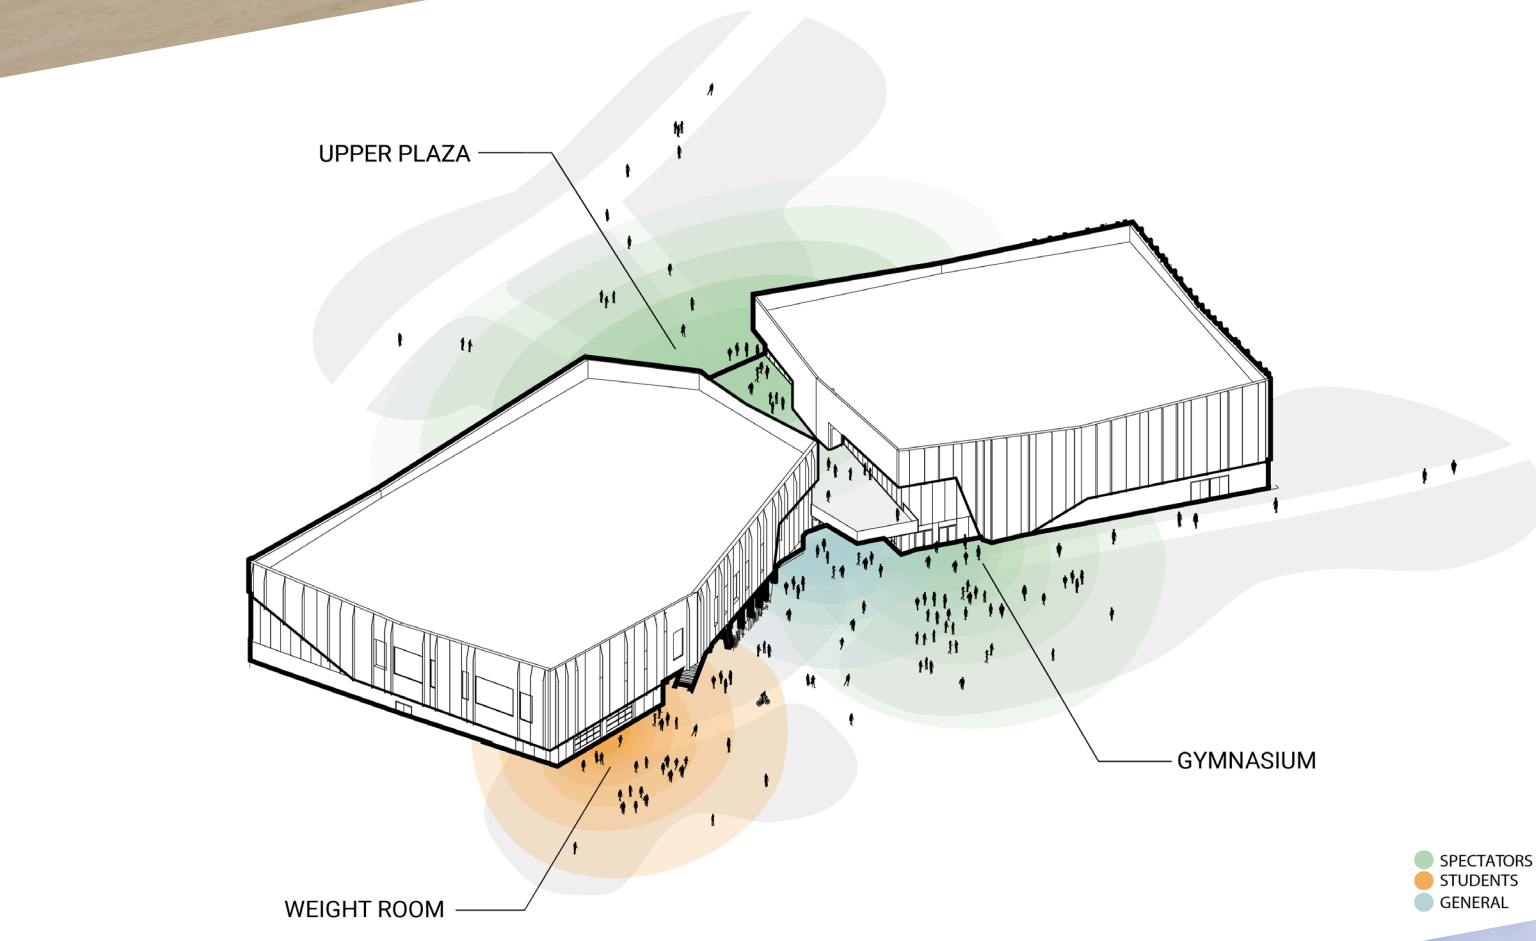 UPPER PLAZA
GYMNASIUM
WEIGHT ROOM
SPECTATORS
STUDENTS
GENERAL